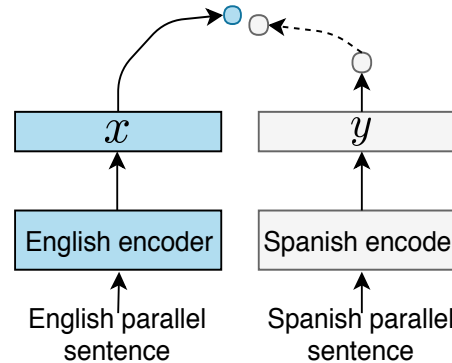 x
y
English encoder
Spanish encode
English parallel
sentence
Spanish parallel
sentence